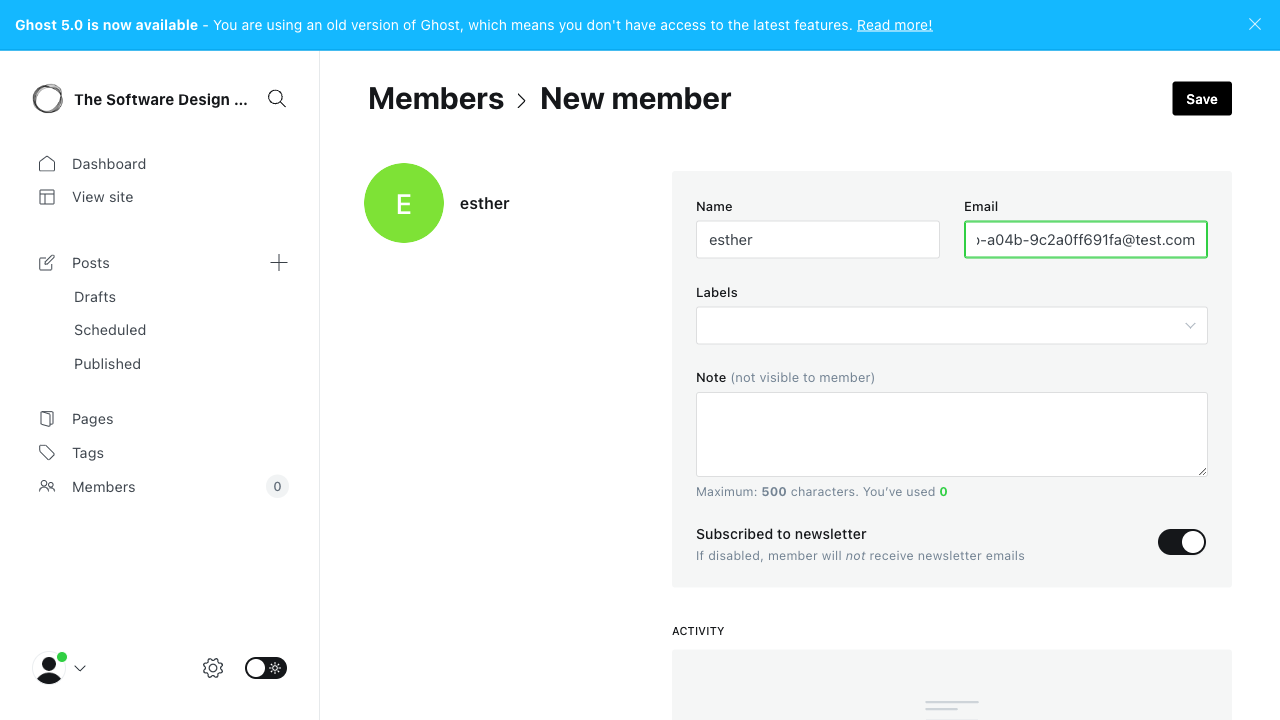 Ghost 5.0 is now available - You are using an old version of Ghost, which means you don't have access to the latest features. Read more!
The Software Design ...
Dashboard
View site
Posts
Drafts
Scheduled
Published
Pages
Tags
Members 0
Members > New member
Save
E
esther
Name
esther
Email
-a04b-9c2a0ff691fa@test.com
Labels
Note (not visible to member)
Maximum: 500 characters. You've used 0
Subscribed to newsletter
If disabled, member will not receive newsletter emails
ACTIVITY